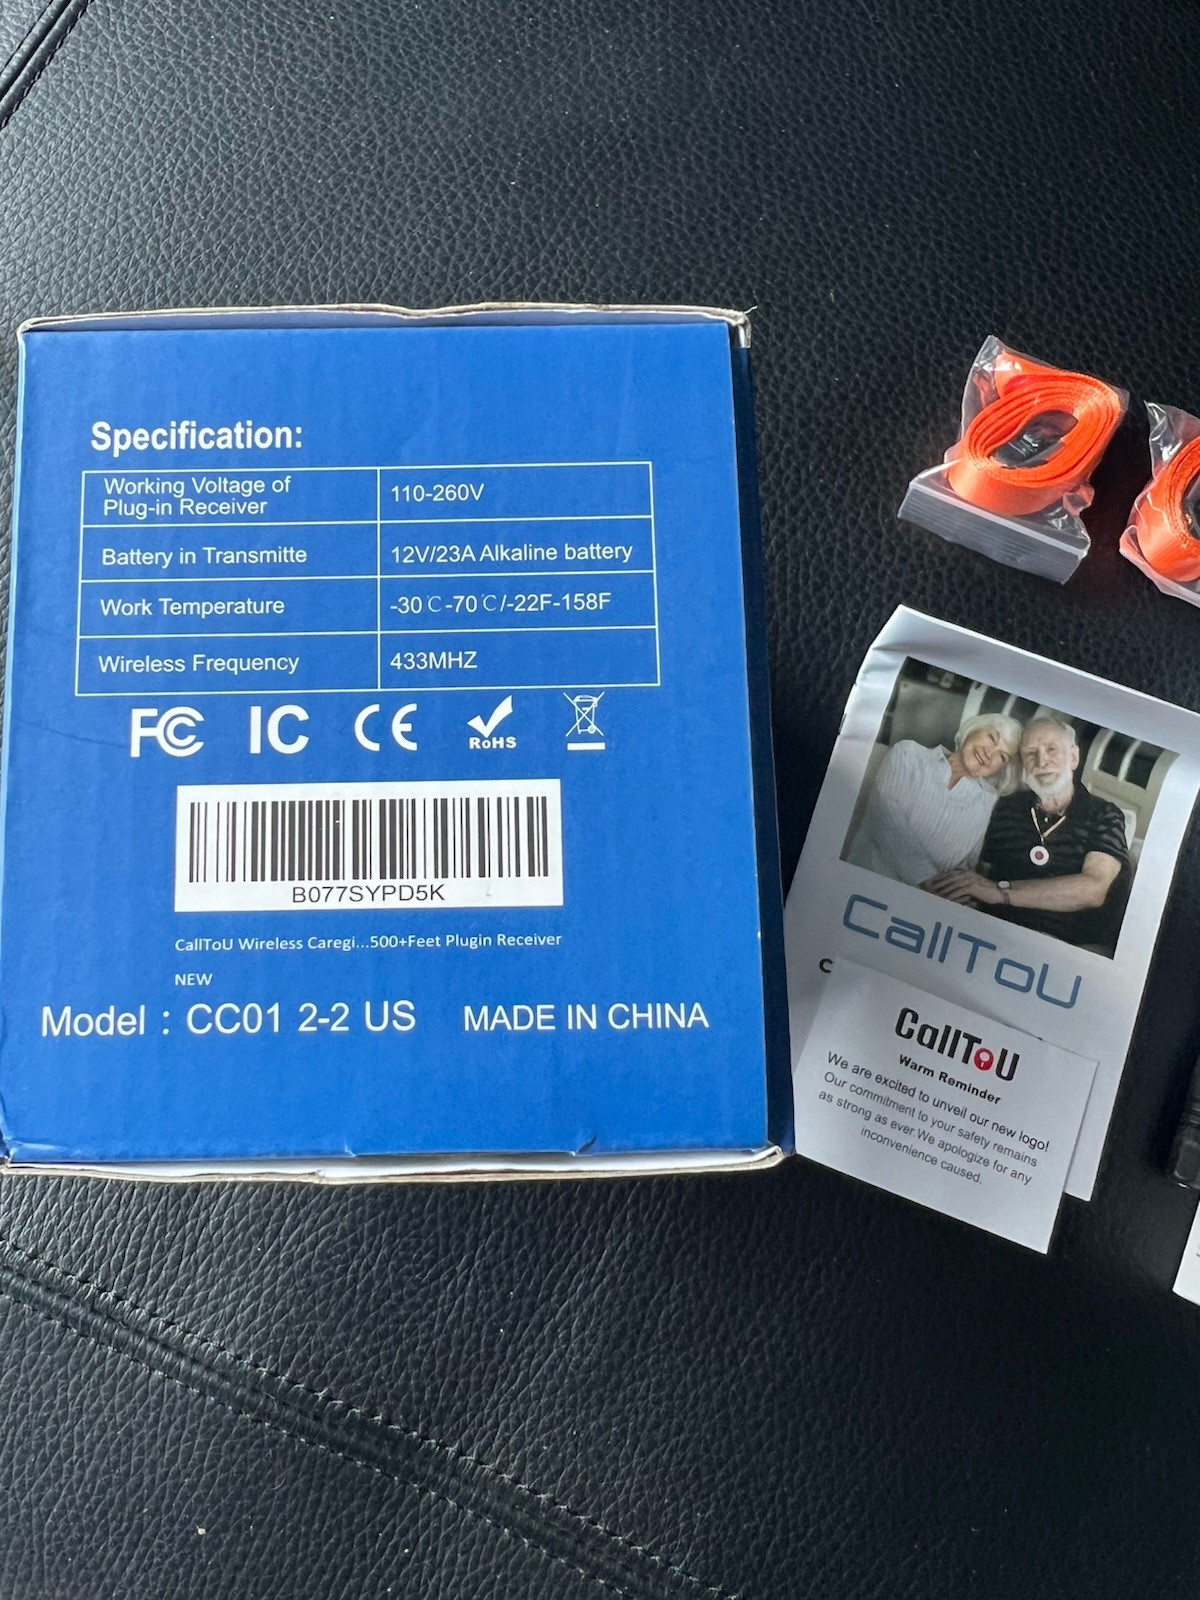 Specification:
Working Voltage of
Plug-in Receiver
110-260V
Battery in Transmitte
12V/23A Alkaline battery
Work Temperature
-30℃-70℃/-22F-158F
Wireless Frequency
433MHZ
FC IC CE RoHS
B077SYPD5K
CallToU Wireless Caregi...500+Feet Plugin Receiver
NEW
Model : CC01 2-2 US MADE IN CHINA
CallToU
C
CallToU
Warm Reminder
We are excited to unveil our new logo!
Our commitment to your safety remains
as strong as ever.We apologize for any
inconvenience caused.